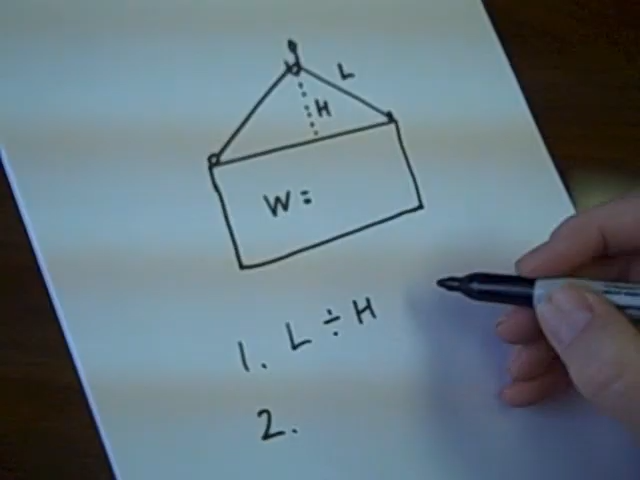 L
H
W =
1. L ÷ H
2.